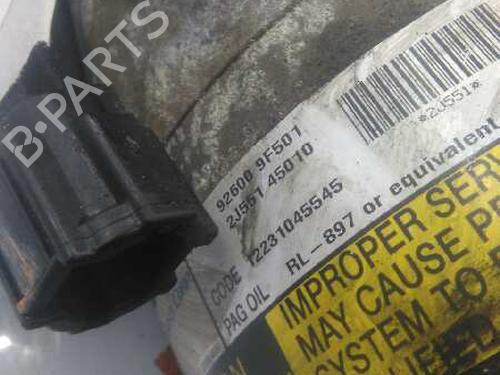 B-Parts
*2J551*
92600 9F501
2J551 45010
CODE T2231045545
PAG OIL RL-897 or equivalent
IMPROPER SERV
MAY CAUSE P
SYSTEM TO